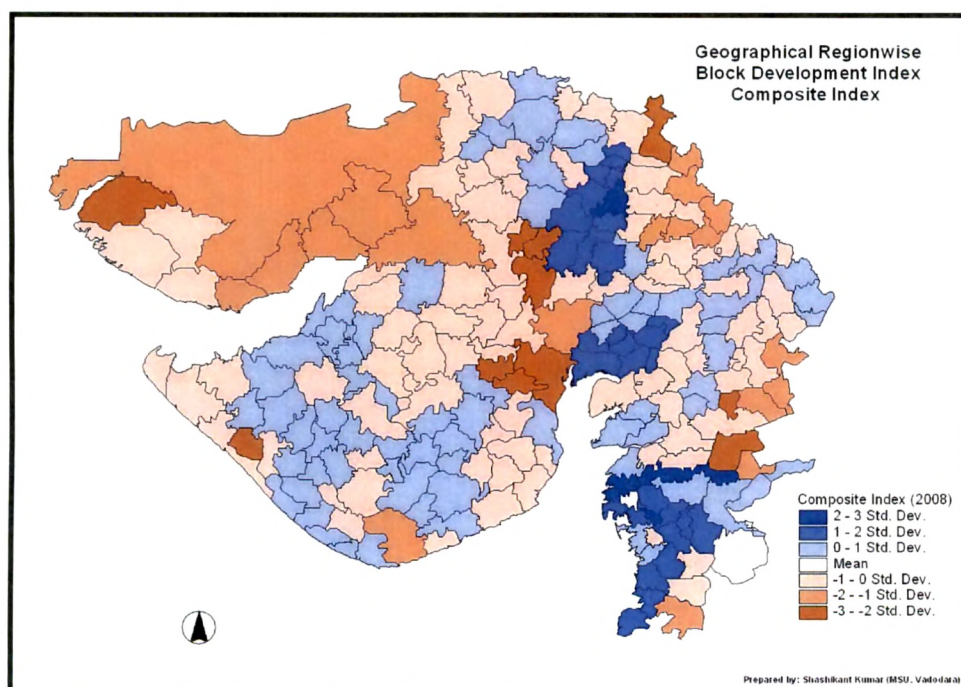 Geographical Regionwise
Block Development Index
Composite Index
Composite Index (2008)
2 - 3 Std. Dev.
1 - 2 Std. Dev.
0 - 1 Std. Dev.
Mean
-1 - 0 Std. Dev.
-2 - -1 Std. Dev.
-3 - -2 Std. Dev.
Prepared by: Shashikant Kumar (MSU, Vadodara)